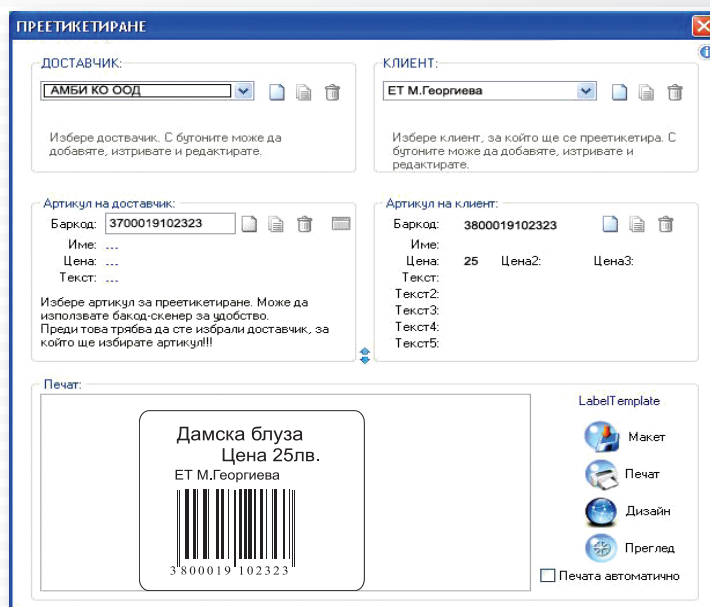 ПРЕЕТИКЕТИРАНЕ
ДОСТАВЧИК:
АМБИ КО ООД
Избере доствачик. С бутоните може да
добавяте, изтривате и редактирате.
КЛИЕНТ:
ЕТ М.Георгиева
Избере клиент, за който ще се преетикетира. С
бутоните може да добавяте, изтривате и
редактирате.
Артикул на доставчик:
Баркод: 3700019102323
Име: ...
Цена: ...
Текст: ...
Избере артикул за преетикетиране. Може да
използвате бакод-скенер за удобство.
Преди това трябва да сте избрали доставчик, за
който ще избирате артикул!!!
Артикул на клиент:
Баркод: 3800019102323
Име:
Цена: 25 Цена2: Цена3:
Текст:
Текст2:
Текст3:
Текст4:
Текст5:
Печат:
Дамска блуза
Цена 25лв.
ЕТ М.Георгиева
3 800019 102323
LabelTemplate
Макет
Печат
Дизайн
Преглед
Печата автоматично